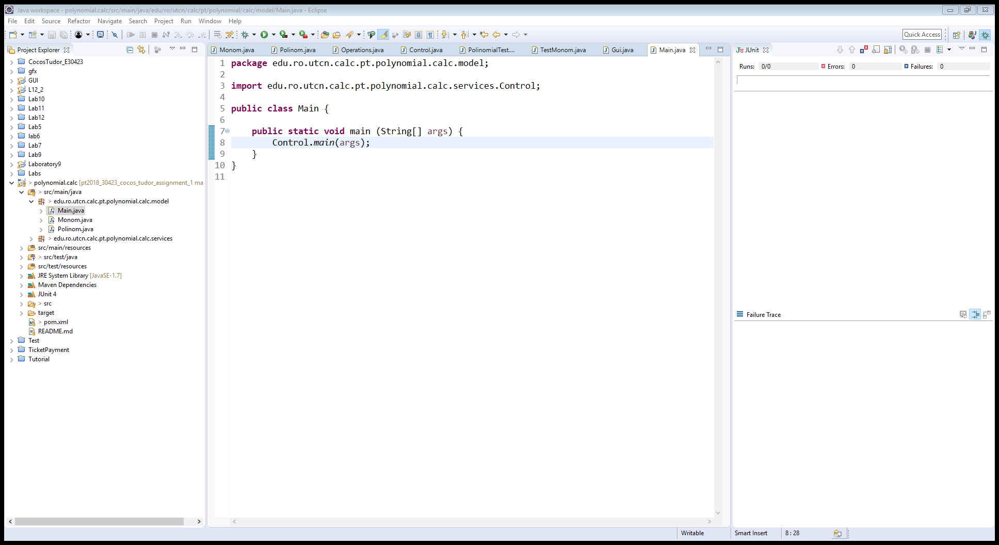 Java workspace - polynomial.calc/src/main/java/edu/ro/utcn/calc/pt/polynomial/calc/model/Main.java - Eclipse
File Edit Source Refactor Navigate Search Project Run Window Help
Quick Access
Project Explorer
CocosTudor_E30423
gfx
GUI
L12_2
Lab10
Lab11
Lab12
Lab5
lab6
Lab7
Lab9
Laboratory9
Labs
> polynomial.calc [pt2018_30423_cocos_tudor_assignment_1 ma
> src/main/java
> edu.ro.utcn.calc.pt.polynomial.calc.model
Main.java
Monom.java
Polinom.java
> edu.ro.utcn.calc.pt.polynomial.calc.services
src/main/resources
> src/test/java
src/test/resources
JRE System Library [JavaSE-1.7]
Maven Dependencies
JUnit 4
> src
target
> pom.xml
README.md
Test
TicketPayment
Tutorial
Monom.java Polinom.java Operations.java Control.java PolinomialTest.... TestMonom.java Gui.java Main.java
1 package edu.ro.utcn.calc.pt.polynomial.calc.model;
2
3 import edu.ro.utcn.calc.pt.polynomial.calc.services.Control;
4
5 public class Main {
6
7 public static void main (String[] args) {
8 Control.main(args);
9 }
10 }
11
JUnit
Runs: 0/0 Errors: 0 Failures: 0
Failure Trace
Writable Smart Insert 8 : 28